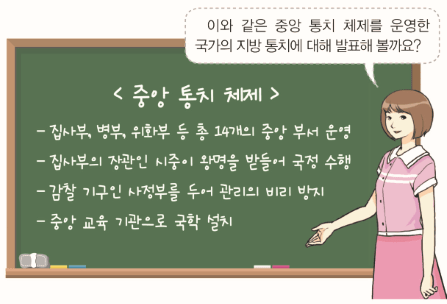 이와 같은 중앙 통치 체제를 운영한
국가의 지방 통치에 대해 발표해 볼까요?
< 중앙 통치 체제 >
- 집사부, 병부, 위화부 등 총 14개의 중앙 부서 운영
- 집사부의 장관인 시중이 왕명을 받들어 국정 수행
- 감찰 기구인 사정부를 두어 관리의 비리 방지
- 중앙 교육 기관으로 국학 설치